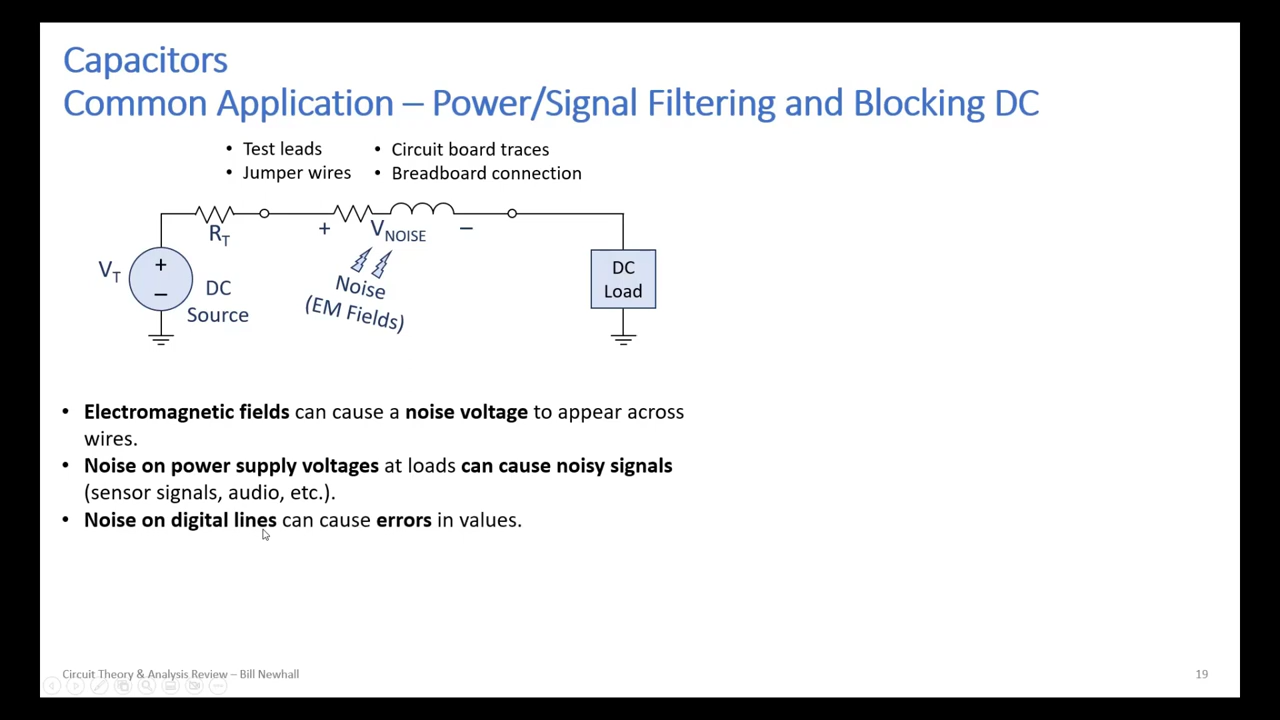 Capacitors
Common Application – Power/Signal Filtering and Blocking DC
• Test leads
• Jumper wires
• Circuit board traces
• Breadboard connection
R_T
+ V_NOISE –
V_T
+
–
DC
Source
Noise
(EM Fields)
DC
Load
• Electromagnetic fields can cause a noise voltage to appear across
wires.
• Noise on power supply voltages at loads can cause noisy signals
(sensor signals, audio, etc.).
• Noise on digital lines can cause errors in values.
Circuit Theory & Analysis Review – Bill Newhall
19